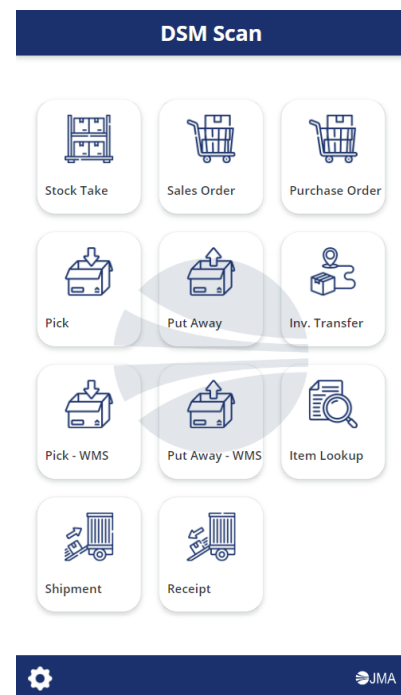 DSM Scan
Stock Take
Sales Order
Purchase Order
Pick
Put Away
Inv. Transfer
Pick - WMS
Put Away - WMS
Item Lookup
Shipment
Receipt
JMA